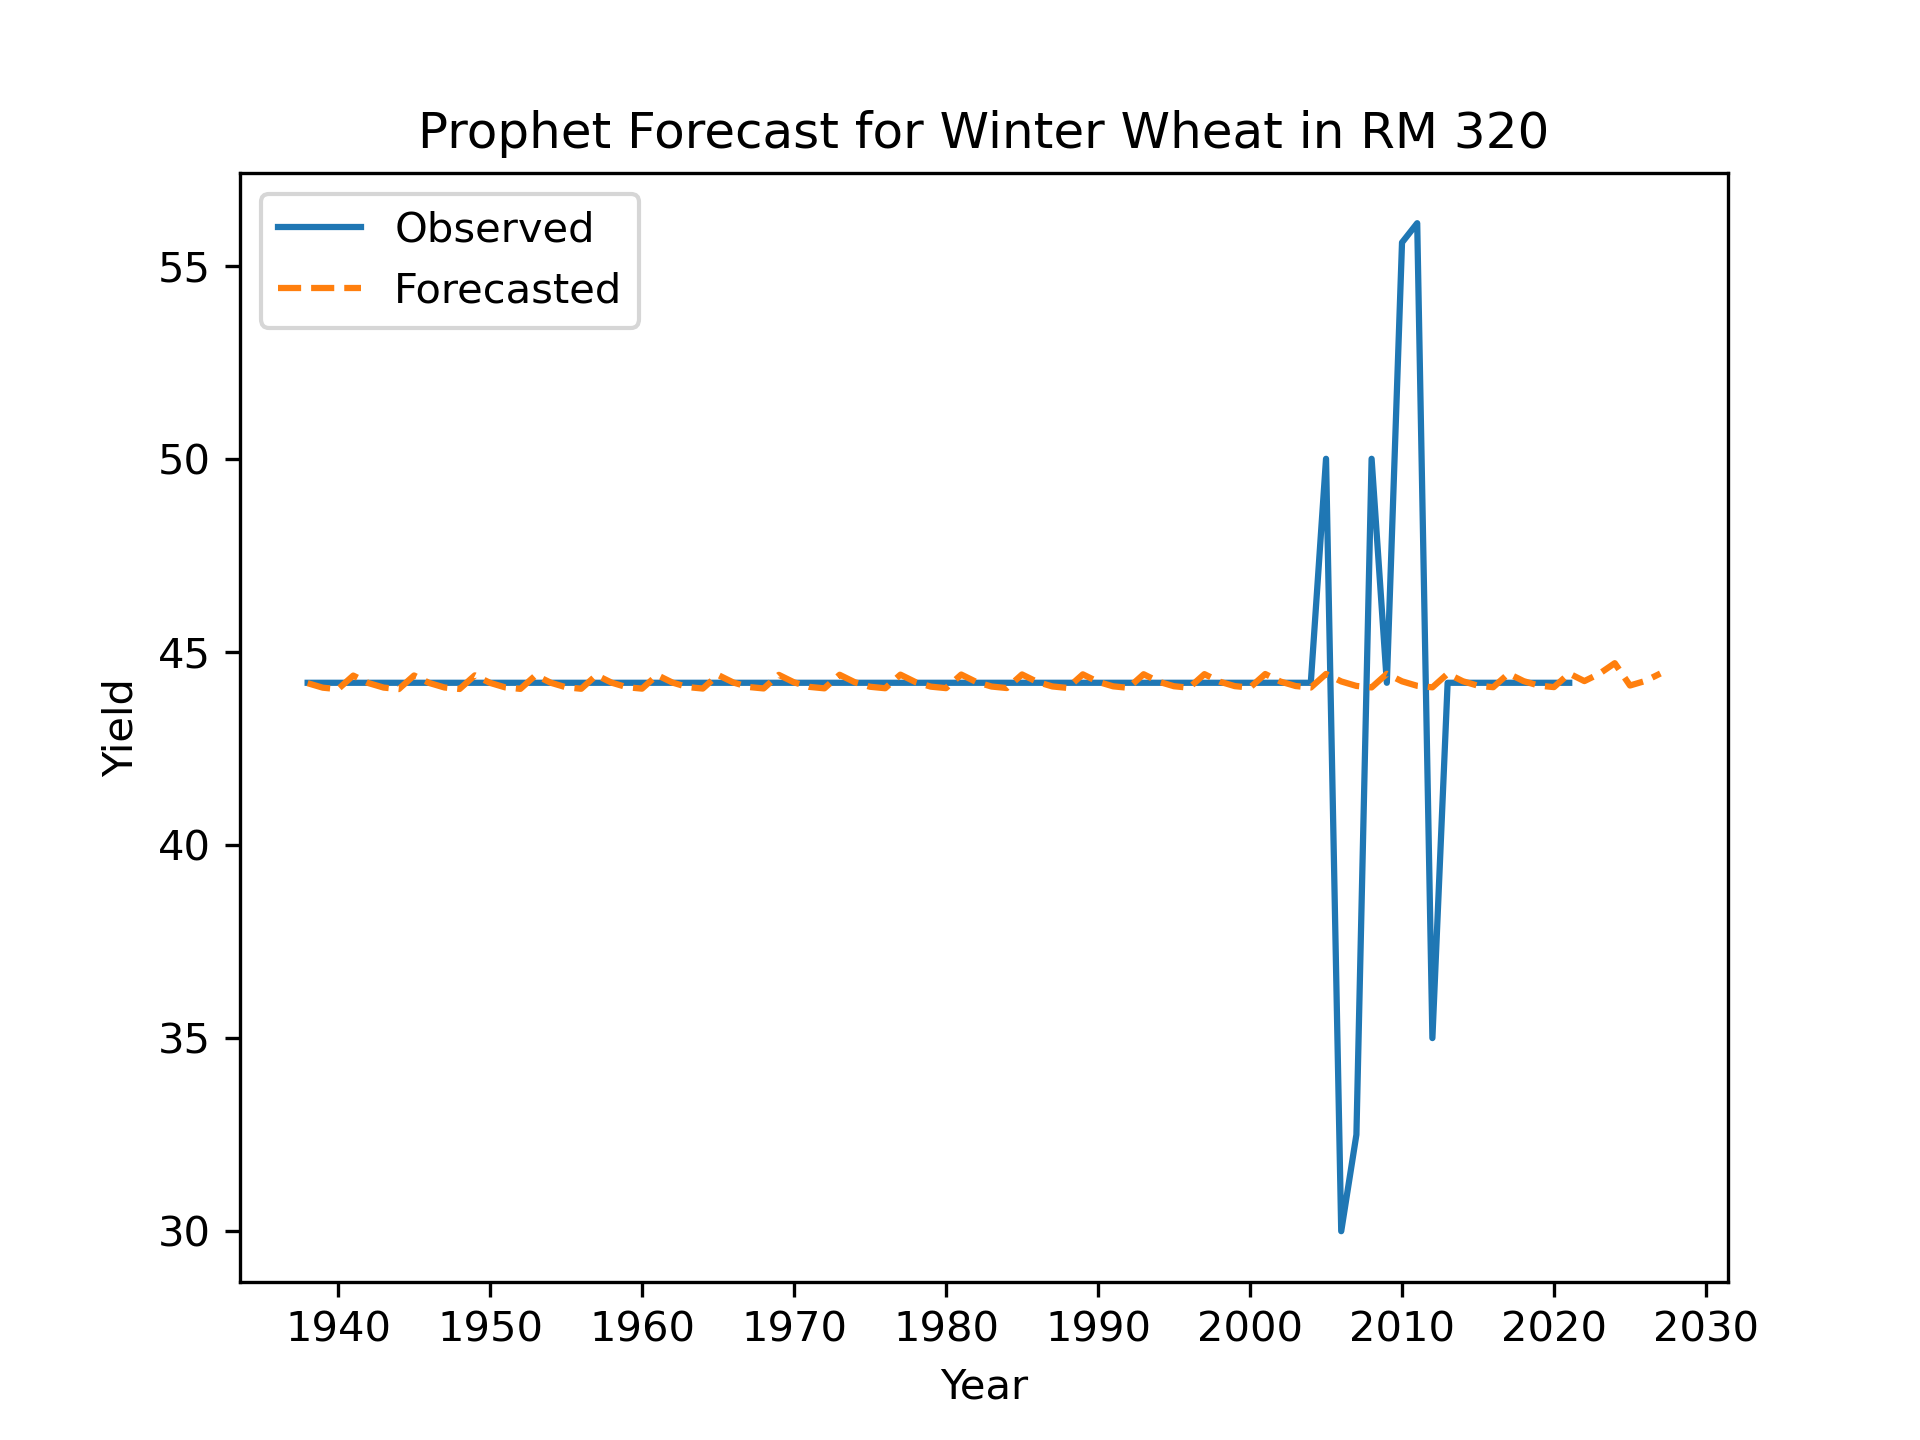 Prophet Forecast for Winter Wheat in RM 320
Observed
Forecasted
55
50
45
40
35
30
Yield
1940 1950 1960 1970 1980 1990 2000 2010 2020 2030
Year